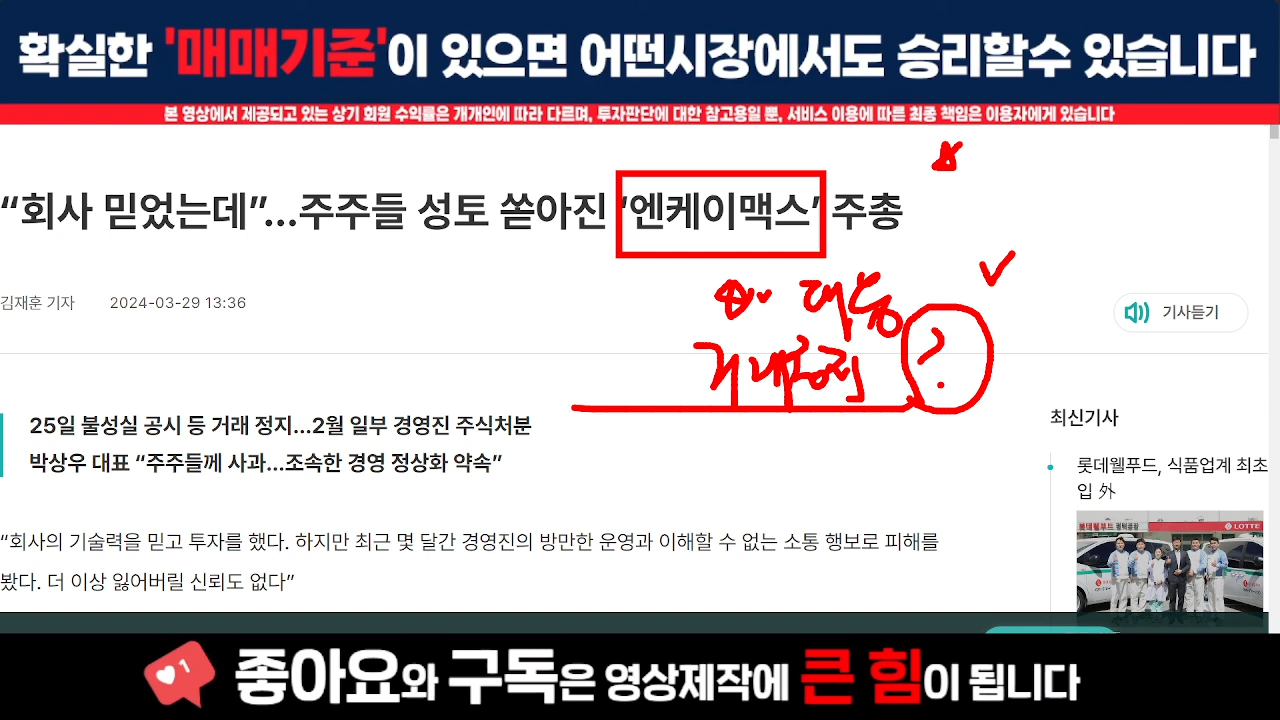 확실한 '매매기준'이 있으면 어떤시장에서도 승리할수 있습니다
본 영상에서 제공되고 있는 상기 회원 수익률은 개개인에 따라 다르며, 투자판단에 대한 참고용일 뿐, 서비스 이용에 따른 최종 책임은 이용자에게 있습니다
“회사 믿었는데”…주주들 성토 쏟아진 ‘엔케이맥스’ 주총
김재훈 기자 2024-03-29 13:36
기사듣기
?
25일 불성실 공시 등 거래 정지…2월 일부 경영진 주식처분
박상우 대표 “주주들께 사과…조속한 경영 정상화 약속”
“회사의 기술력을 믿고 투자를 했다. 하지만 최근 몇 달간 경영진의 방만한 운영과 이해할 수 없는 소통 행보로 피해를
봤다. 더 이상 잃어버릴 신뢰도 없다”
최신기사
롯데웰푸드, 식품업계 최초
입 외
롯데웰푸드
LOTTE
1
좋아요와 구독은 영상제작에 큰 힘이 됩니다